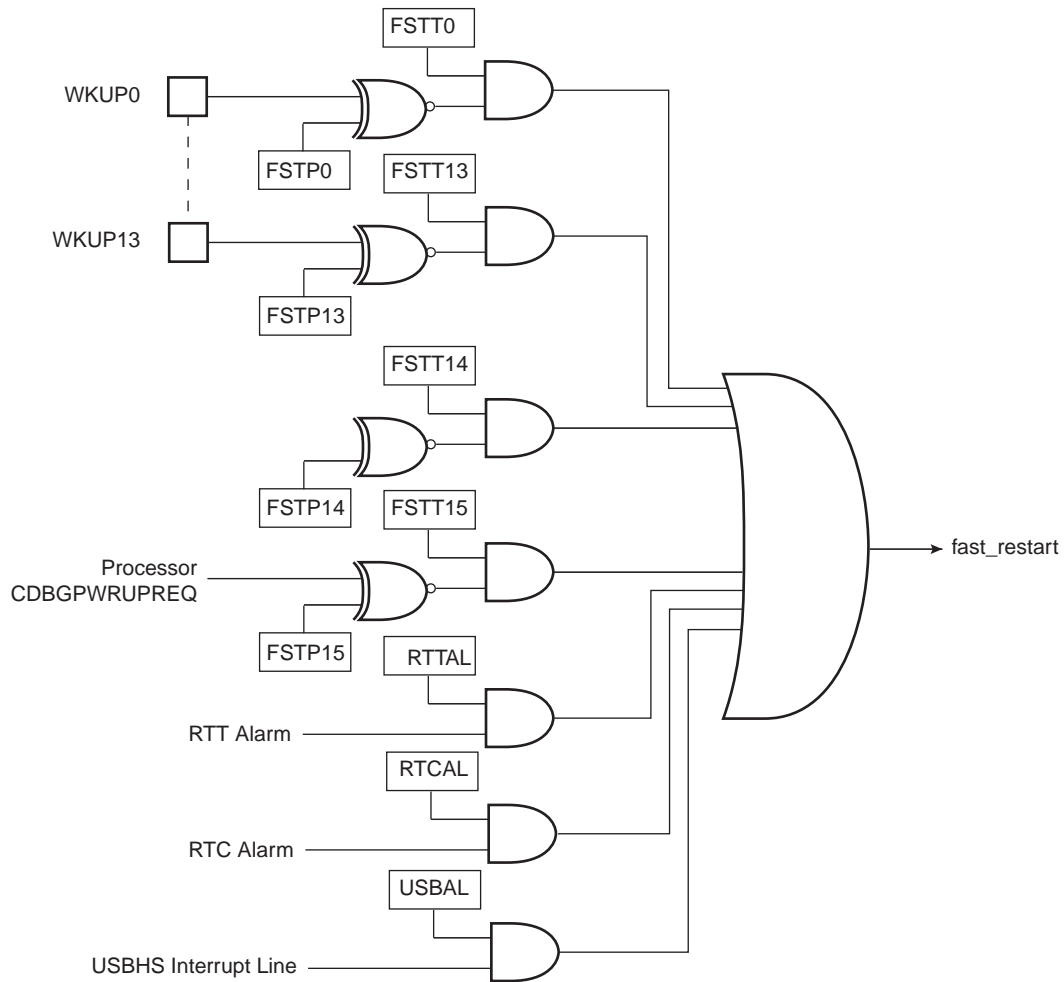 FSTT0
WKUP0
FSTP0
FSTT13
WKUP13
FSTP13
FSTT14
FSTP14
FSTT15
fast_restart
Processor
CDBGPWRUPREQ
FSTP15
RTTAL
RTT Alarm
RTCAL
RTC Alarm
USBAL
USBHS Interrupt Line